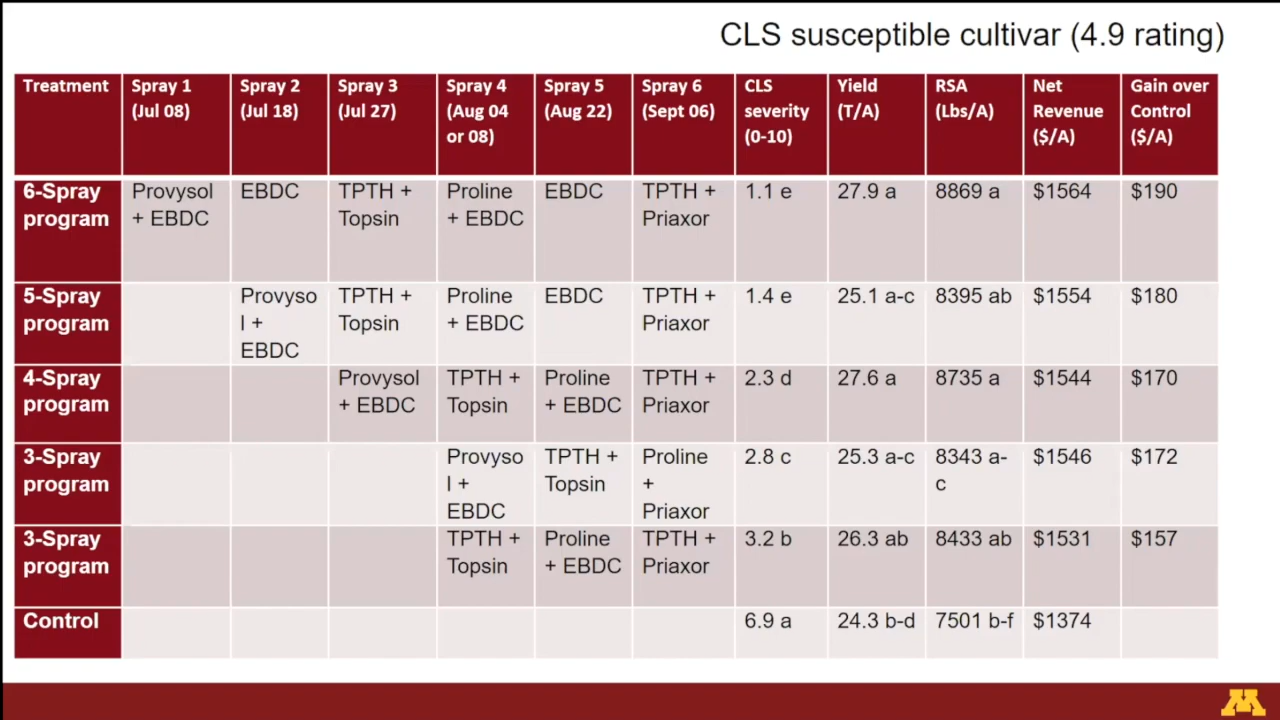 CLS susceptible cultivar (4.9 rating)
Treatment
Spray 1
(Jul 08)
Spray 2
(Jul 18)
Spray 3
(Jul 27)
Spray 4
(Aug 04
or 08)
Spray 5
(Aug 22)
Spray 6
(Sept 06)
CLS
severity
(0-10)
Yield
(T/A)
RSA
(Lbs/A)
Net
Revenue
($/A)
Gain over
Control
($/A)
6-Spray
program
Provysol
+ EBDC
EBDC
TPTH +
Topsin
Proline
+ EBDC
EBDC
TPTH +
Priaxor
1.1 e
27.9 a
8869 a
$1564
$190
5-Spray
program
Provyso
l +
EBDC
TPTH +
Topsin
Proline
+ EBDC
EBDC
TPTH +
Priaxor
1.4 e
25.1 a-c
8395 ab
$1554
$180
4-Spray
program
Provysol
+ EBDC
TPTH +
Topsin
Proline
+ EBDC
TPTH +
Priaxor
2.3 d
27.6 a
8735 a
$1544
$170
3-Spray
program
Provyso
l +
EBDC
TPTH +
Topsin
Proline
+
Priaxor
2.8 c
25.3 a-c
8343 a-
c
$1546
$172
3-Spray
program
TPTH +
Topsin
Proline
+ EBDC
TPTH +
Priaxor
3.2 b
26.3 ab
8433 ab
$1531
$157
Control
6.9 a
24.3 b-d
7501 b-f
$1374
M